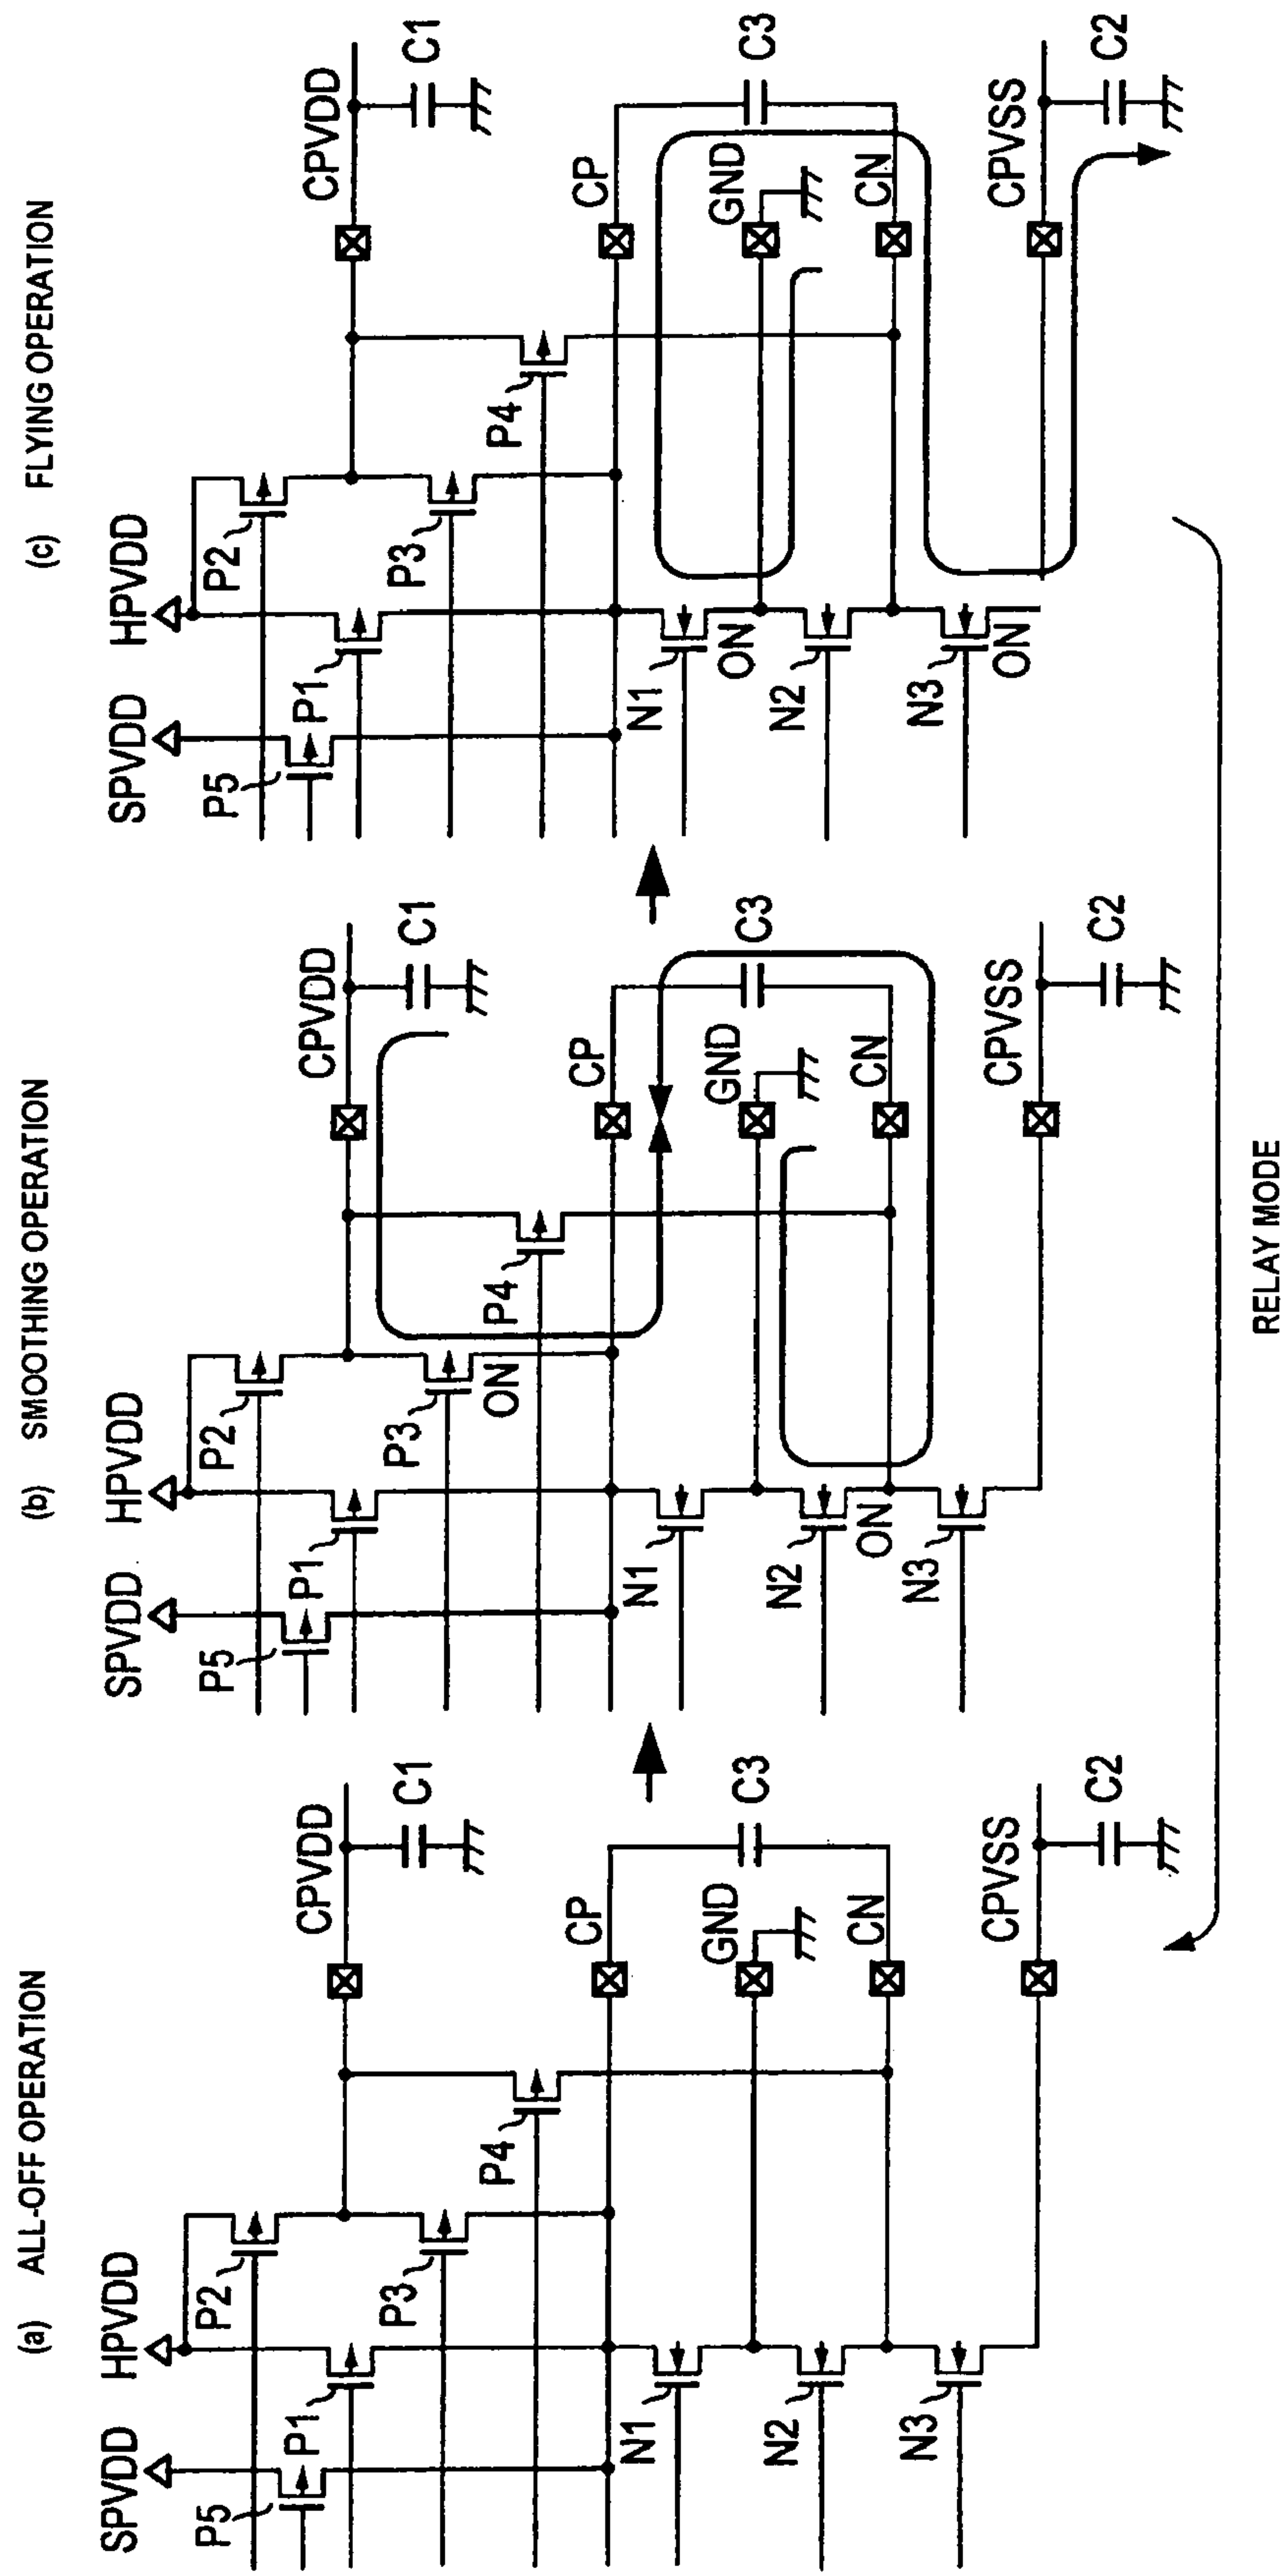 (a) ALL-OFF OPERATION
SPVDD
HPVDD
P5
P1
P2
P3
P4
CPVDD
C1
CP
C3
GND
CN
N1
N2
N3
CPVSS
C2
(b) SMOOTHING OPERATION
SPVDD
HPVDD
P5
P1
P2
P3
ON
P4
CPVDD
C1
CP
C3
GND
CN
N1
N2
ON
N3
CPVSS
C2
(c) FLYING OPERATION
SPVDD
HPVDD
P5
P1
P2
P3
P4
CPVDD
C1
CP
C3
GND
CN
N1
ON
N2
N3
ON
CPVSS
C2
RELAY MODE